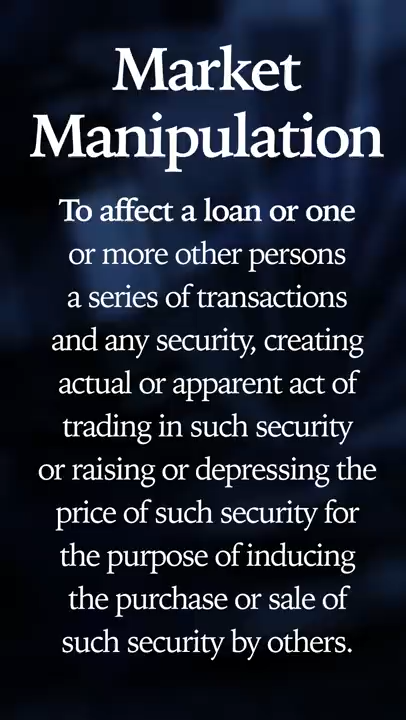 Market
Manipulation
To affect a loan or one
or more other persons
a series of transactions
and any security, creating
actual or apparent act of
trading in such security
or raising or depressing the
price of such security for
the purpose of inducing
the purchase or sale of
such security by others.